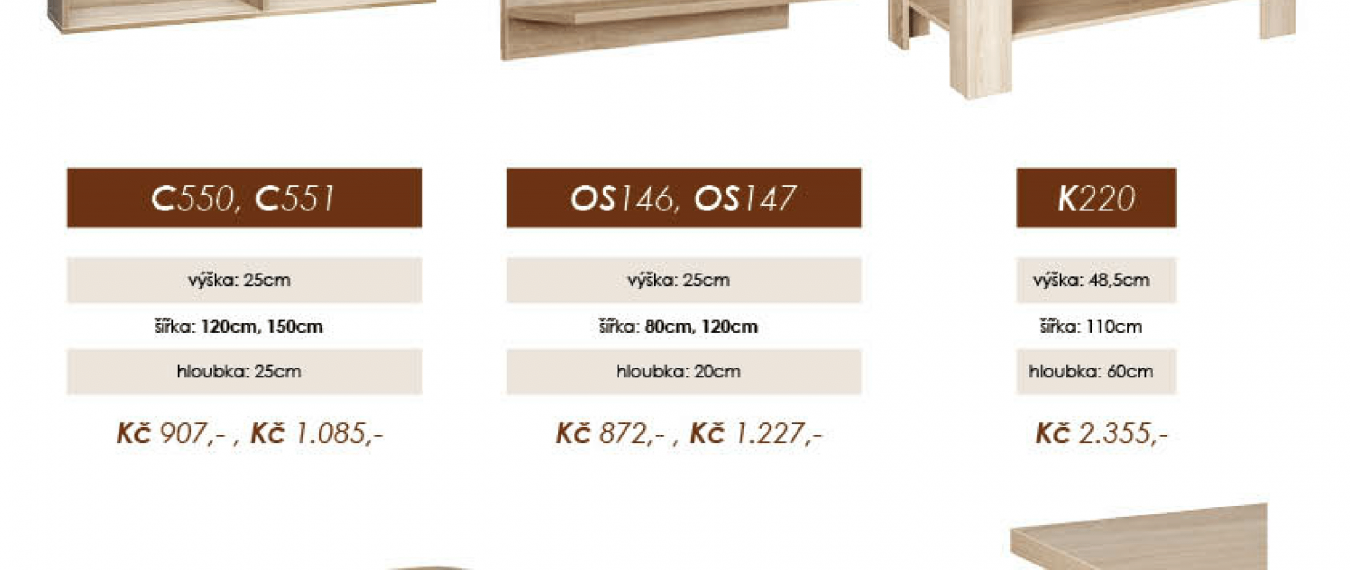 C550, C551
výška: 25cm
šířka: 120cm, 150cm
hloubka: 25cm
Kč 907,- , Kč 1.085,-
OS146, OS147
výška: 25cm
šířka: 80cm, 120cm
hloubka: 20cm
Kč 872,- , Kč 1.227,-
K220
výška: 48,5cm
šířka: 110cm
hloubka: 60cm
Kč 2.355,-